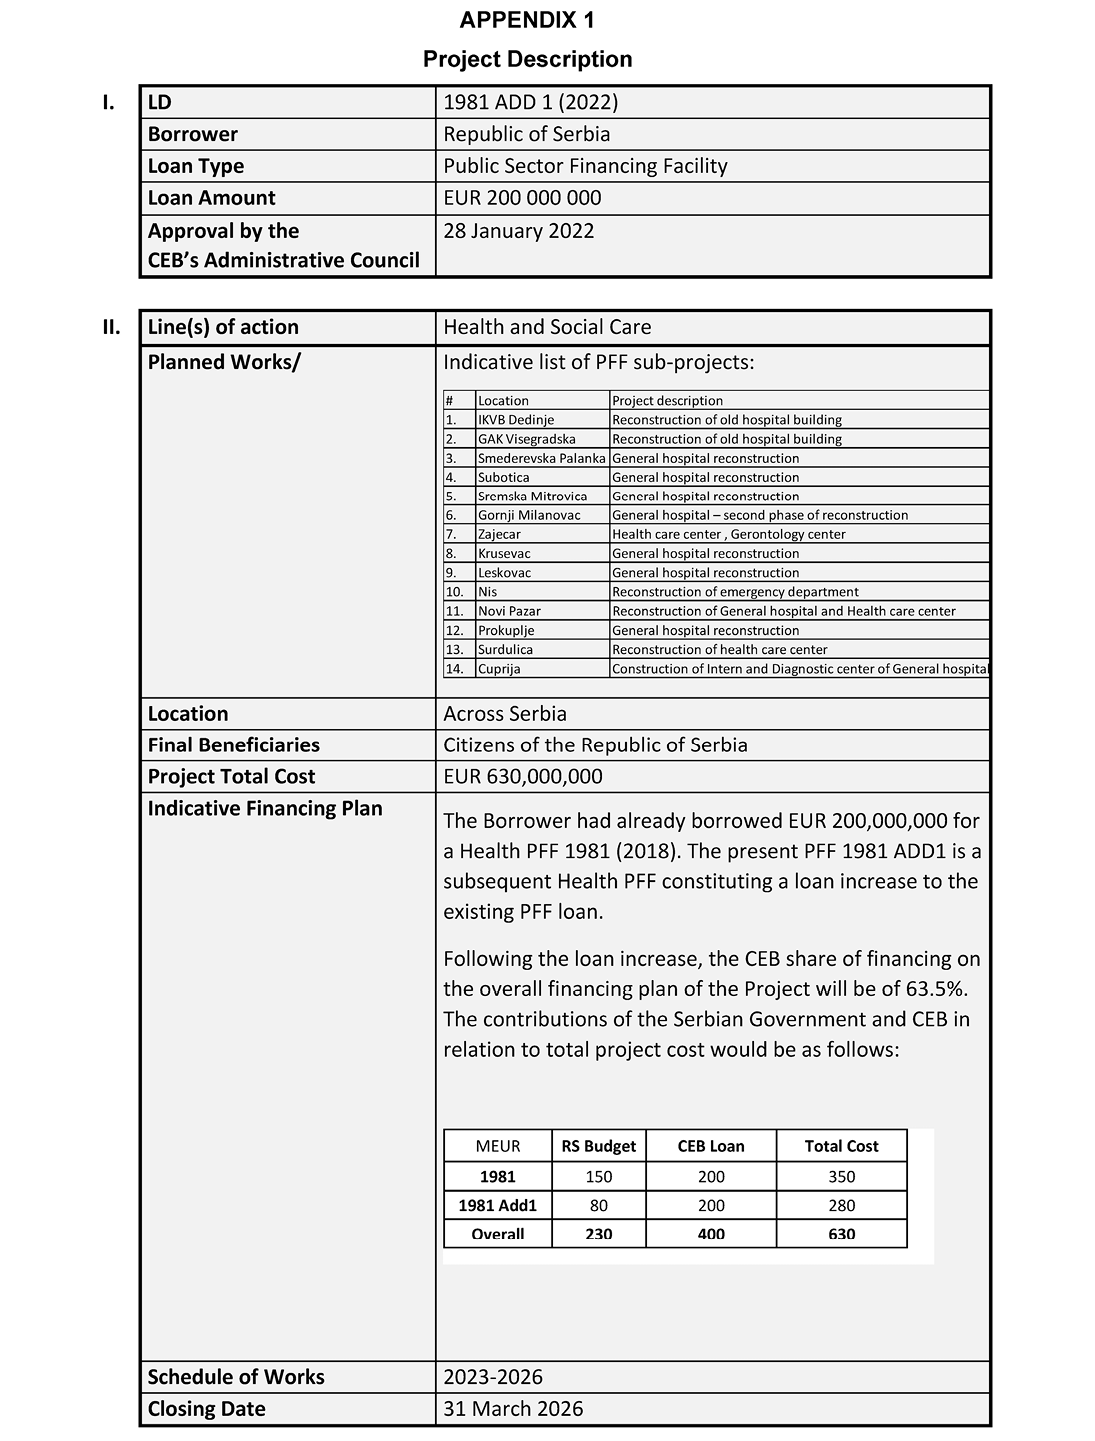 APPENDIX 1
Project Description
I. LD 1981 ADD 1 (2022)
Borrower Republic of Serbia
Loan Type Public Sector Financing Facility
Loan Amount EUR 200 000 000
Approval by the 28 January 2022
CEB’s Administrative Council
II. Line(s) of action Health and Social Care
Planned Works/ Indicative list of PFF sub-projects:
# Location Project description
1. IKVB Dedinje Reconstruction of old hospital building
2. GAK Visegradska Reconstruction of old hospital building
3. Smederevska Palanka General hospital reconstruction
4. Subotica General hospital reconstruction
5. Sremska Mitrovica General hospital reconstruction
6. Gornji Milanovac General hospital – second phase of reconstruction
7. Zajecar Health care center , Gerontology center
8. Krusevac General hospital reconstruction
9. Leskovac General hospital reconstruction
10. Nis Reconstruction of emergency department
11. Novi Pazar Reconstruction of General hospital and Health care center
12. Prokuplje General hospital reconstruction
13. Surdulica Reconstruction of health care center
14. Cuprija Construction of Intern and Diagnostic center of General hospital
Location Across Serbia
Final Beneficiaries Citizens of the Republic of Serbia
Project Total Cost EUR 630,000,000
Indicative Financing Plan
The Borrower had already borrowed EUR 200,000,000 for
a Health PFF 1981 (2018). The present PFF 1981 ADD1 is a
subsequent Health PFF constituting a loan increase to the
existing PFF loan.
Following the loan increase, the CEB share of financing on
the overall financing plan of the Project will be of 63.5%.
The contributions of the Serbian Government and CEB in
relation to total project cost would be as follows:
MEUR RS Budget CEB Loan Total Cost
1981 150 200 350
1981 Add1 80 200 280
Overall 230 400 630
Schedule of Works 2023-2026
Closing Date 31 March 2026